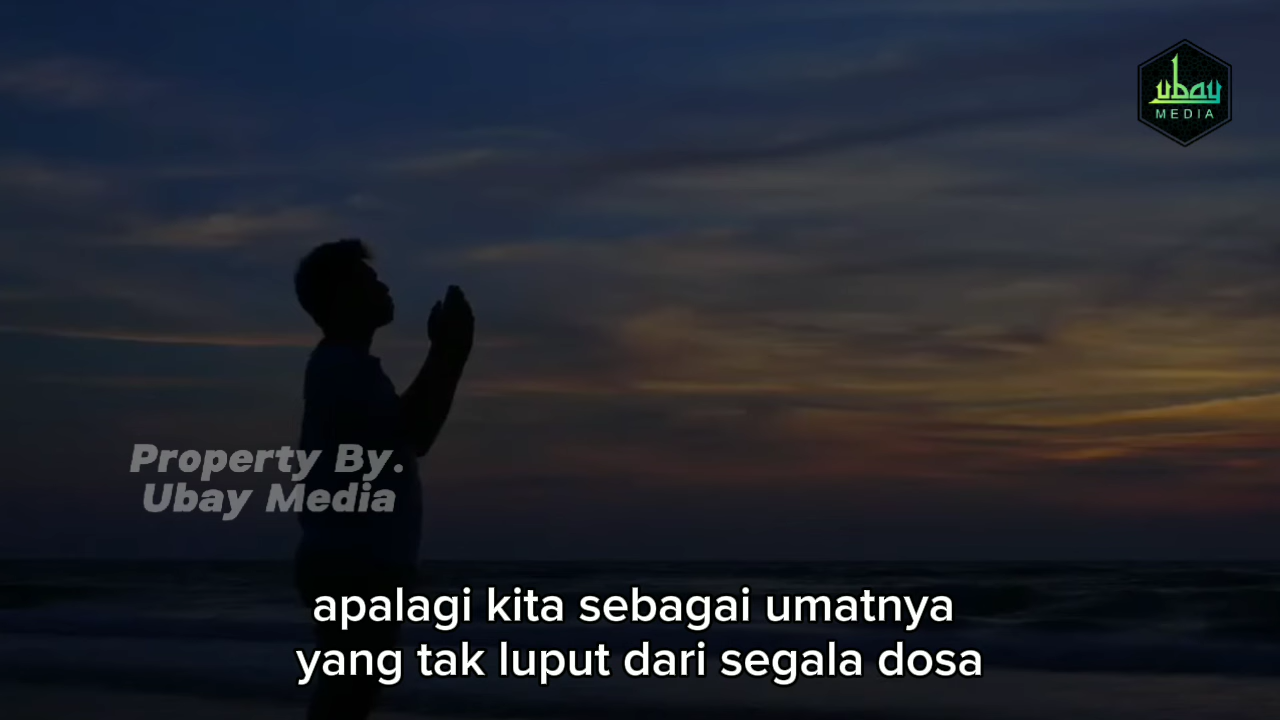 ubay
MEDIA
Property By.
Ubay Media
apalagi kita sebagai umatnya
yang tak luput dari segala dosa